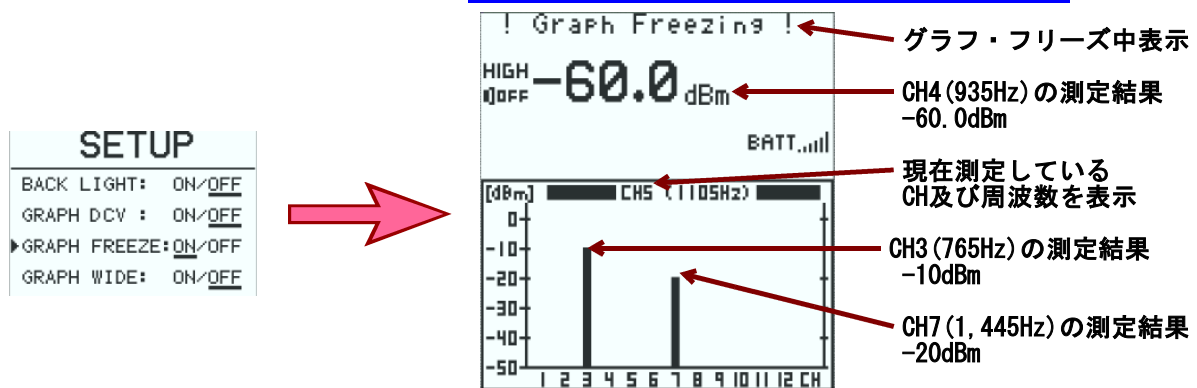 SETUP
BACK LIGHT: ON/OFF
GRAPH DCV : ON/OFF
▶GRAPH FREEZE:ON/OFF
GRAPH WIDE: ON/OFF
! Graph Freezing !
HIGH
OFF
-60.0 dBm
BATT
[dBm] CH5 (1105Hz)
0
-10
-20
-30
-40
-50
1 2 3 4 5 6 7 8 9 10 11 12 CH
グラフ・フリーズ中表示
CH4(935Hz)の測定結果
-60.0dBm
現在測定している
CH及び周波数を表示
CH3(765Hz)の測定結果
-10dBm
CH7(1,445Hz)の測定結果
-20dBm